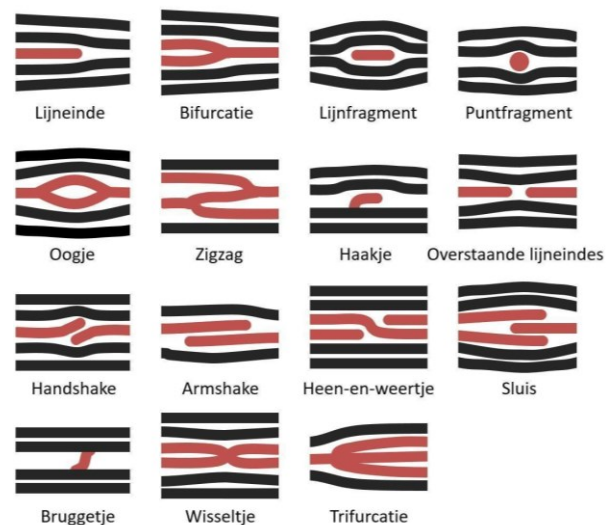 Lijneinde
Bifurcatie
Lijnfragment
Puntfragment
Oogje
Zigzag
Haakje
Overstaande lijneindes
Handshake
Armshake
Heen-en-weertje
Sluis
Bruggetje
Wisseltje
Trifurcatie